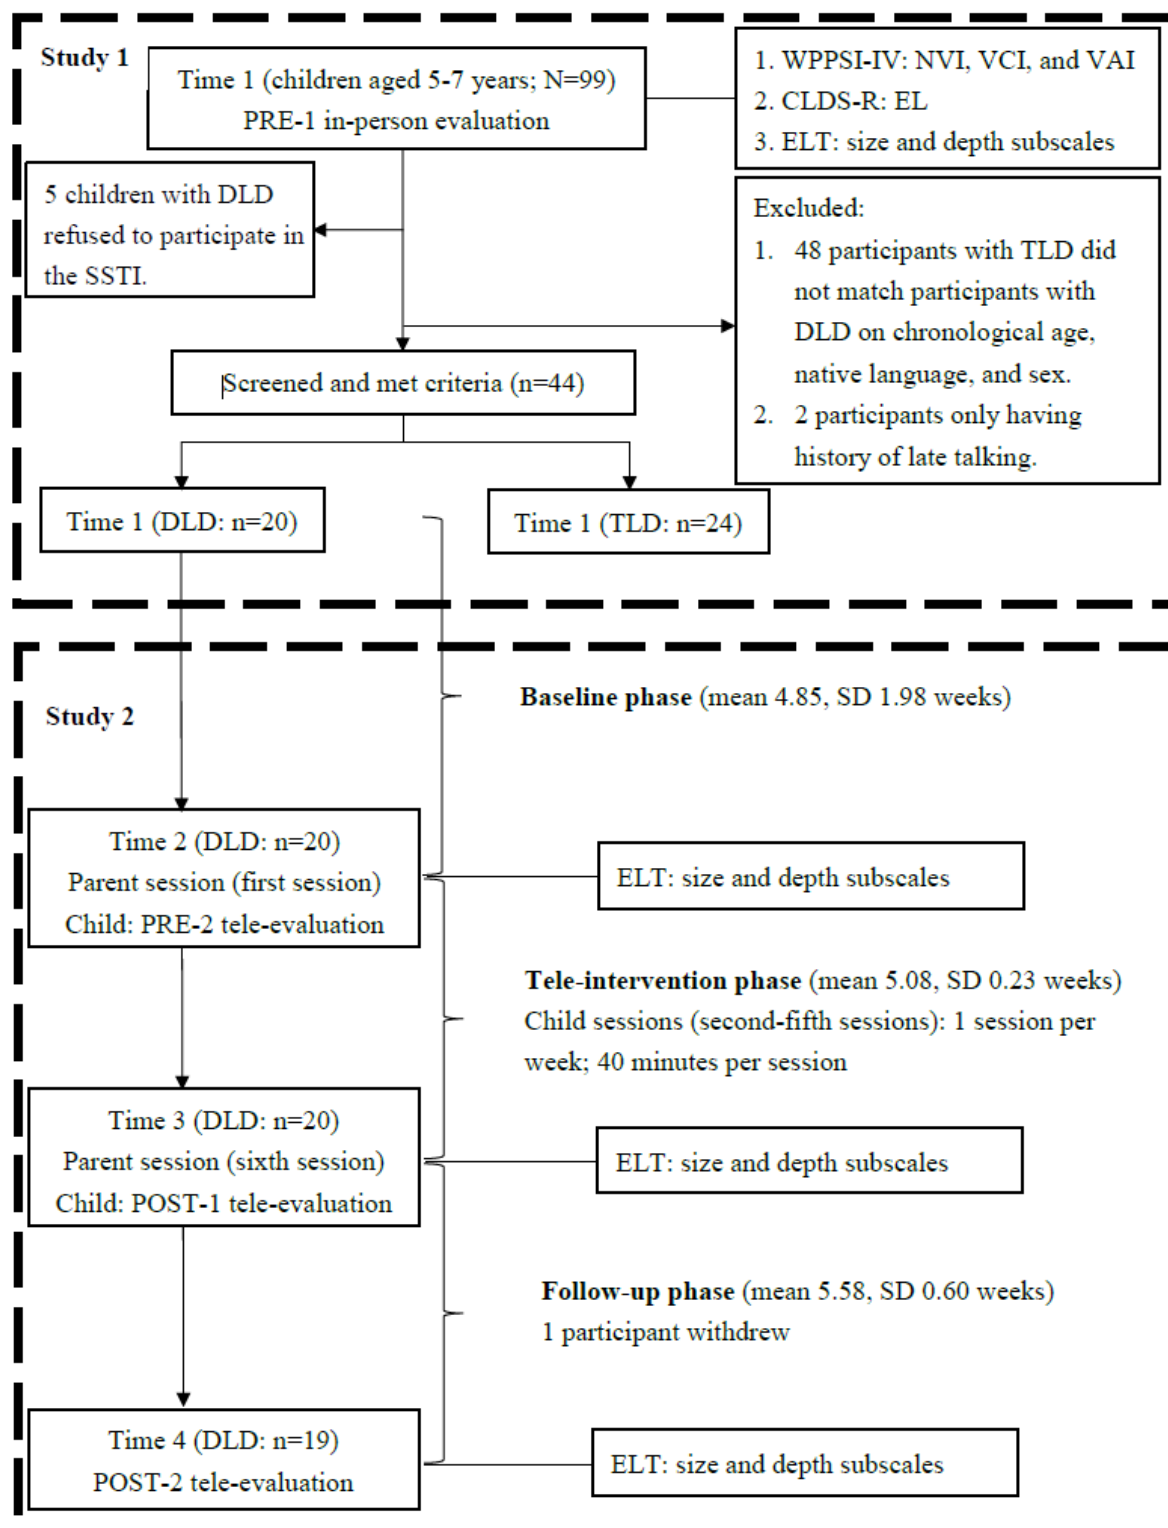 Study 1
Time 1 (children aged 5-7 years; N=99)
PRE-1 in-person evaluation
1. WPPSI-IV: NVI, VCI, and VAI
2. CLDS-R: EL
3. ELT: size and depth subscales
5 children with DLD
refused to participate in
the SSTI.
Excluded:
1. 48 participants with TLD did
not match participants with
DLD on chronological age,
native language, and sex.
2. 2 participants only having
history of late talking.
Screened and met criteria (n=44)
Time 1 (DLD: n=20)
Time 1 (TLD: n=24)
Study 2
Baseline phase (mean 4.85, SD 1.98 weeks)
Time 2 (DLD: n=20)
Parent session (first session)
Child: PRE-2 tele-evaluation
ELT: size and depth subscales
Tele-intervention phase (mean 5.08, SD 0.23 weeks)
Child sessions (second-fifth sessions): 1 session per
week; 40 minutes per session
Time 3 (DLD: n=20)
Parent session (sixth session)
Child: POST-1 tele-evaluation
ELT: size and depth subscales
Follow-up phase (mean 5.58, SD 0.60 weeks)
1 participant withdrew
Time 4 (DLD: n=19)
POST-2 tele-evaluation
ELT: size and depth subscales